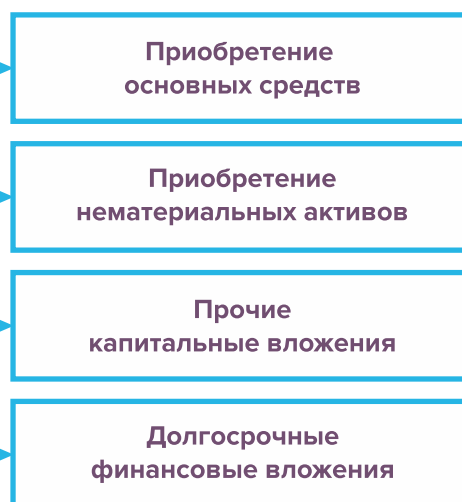 Приобретение
основных средств
Приобретение
нематериальных активов
Прочие
капитальные вложения
Долгосрочные
финансовые вложения